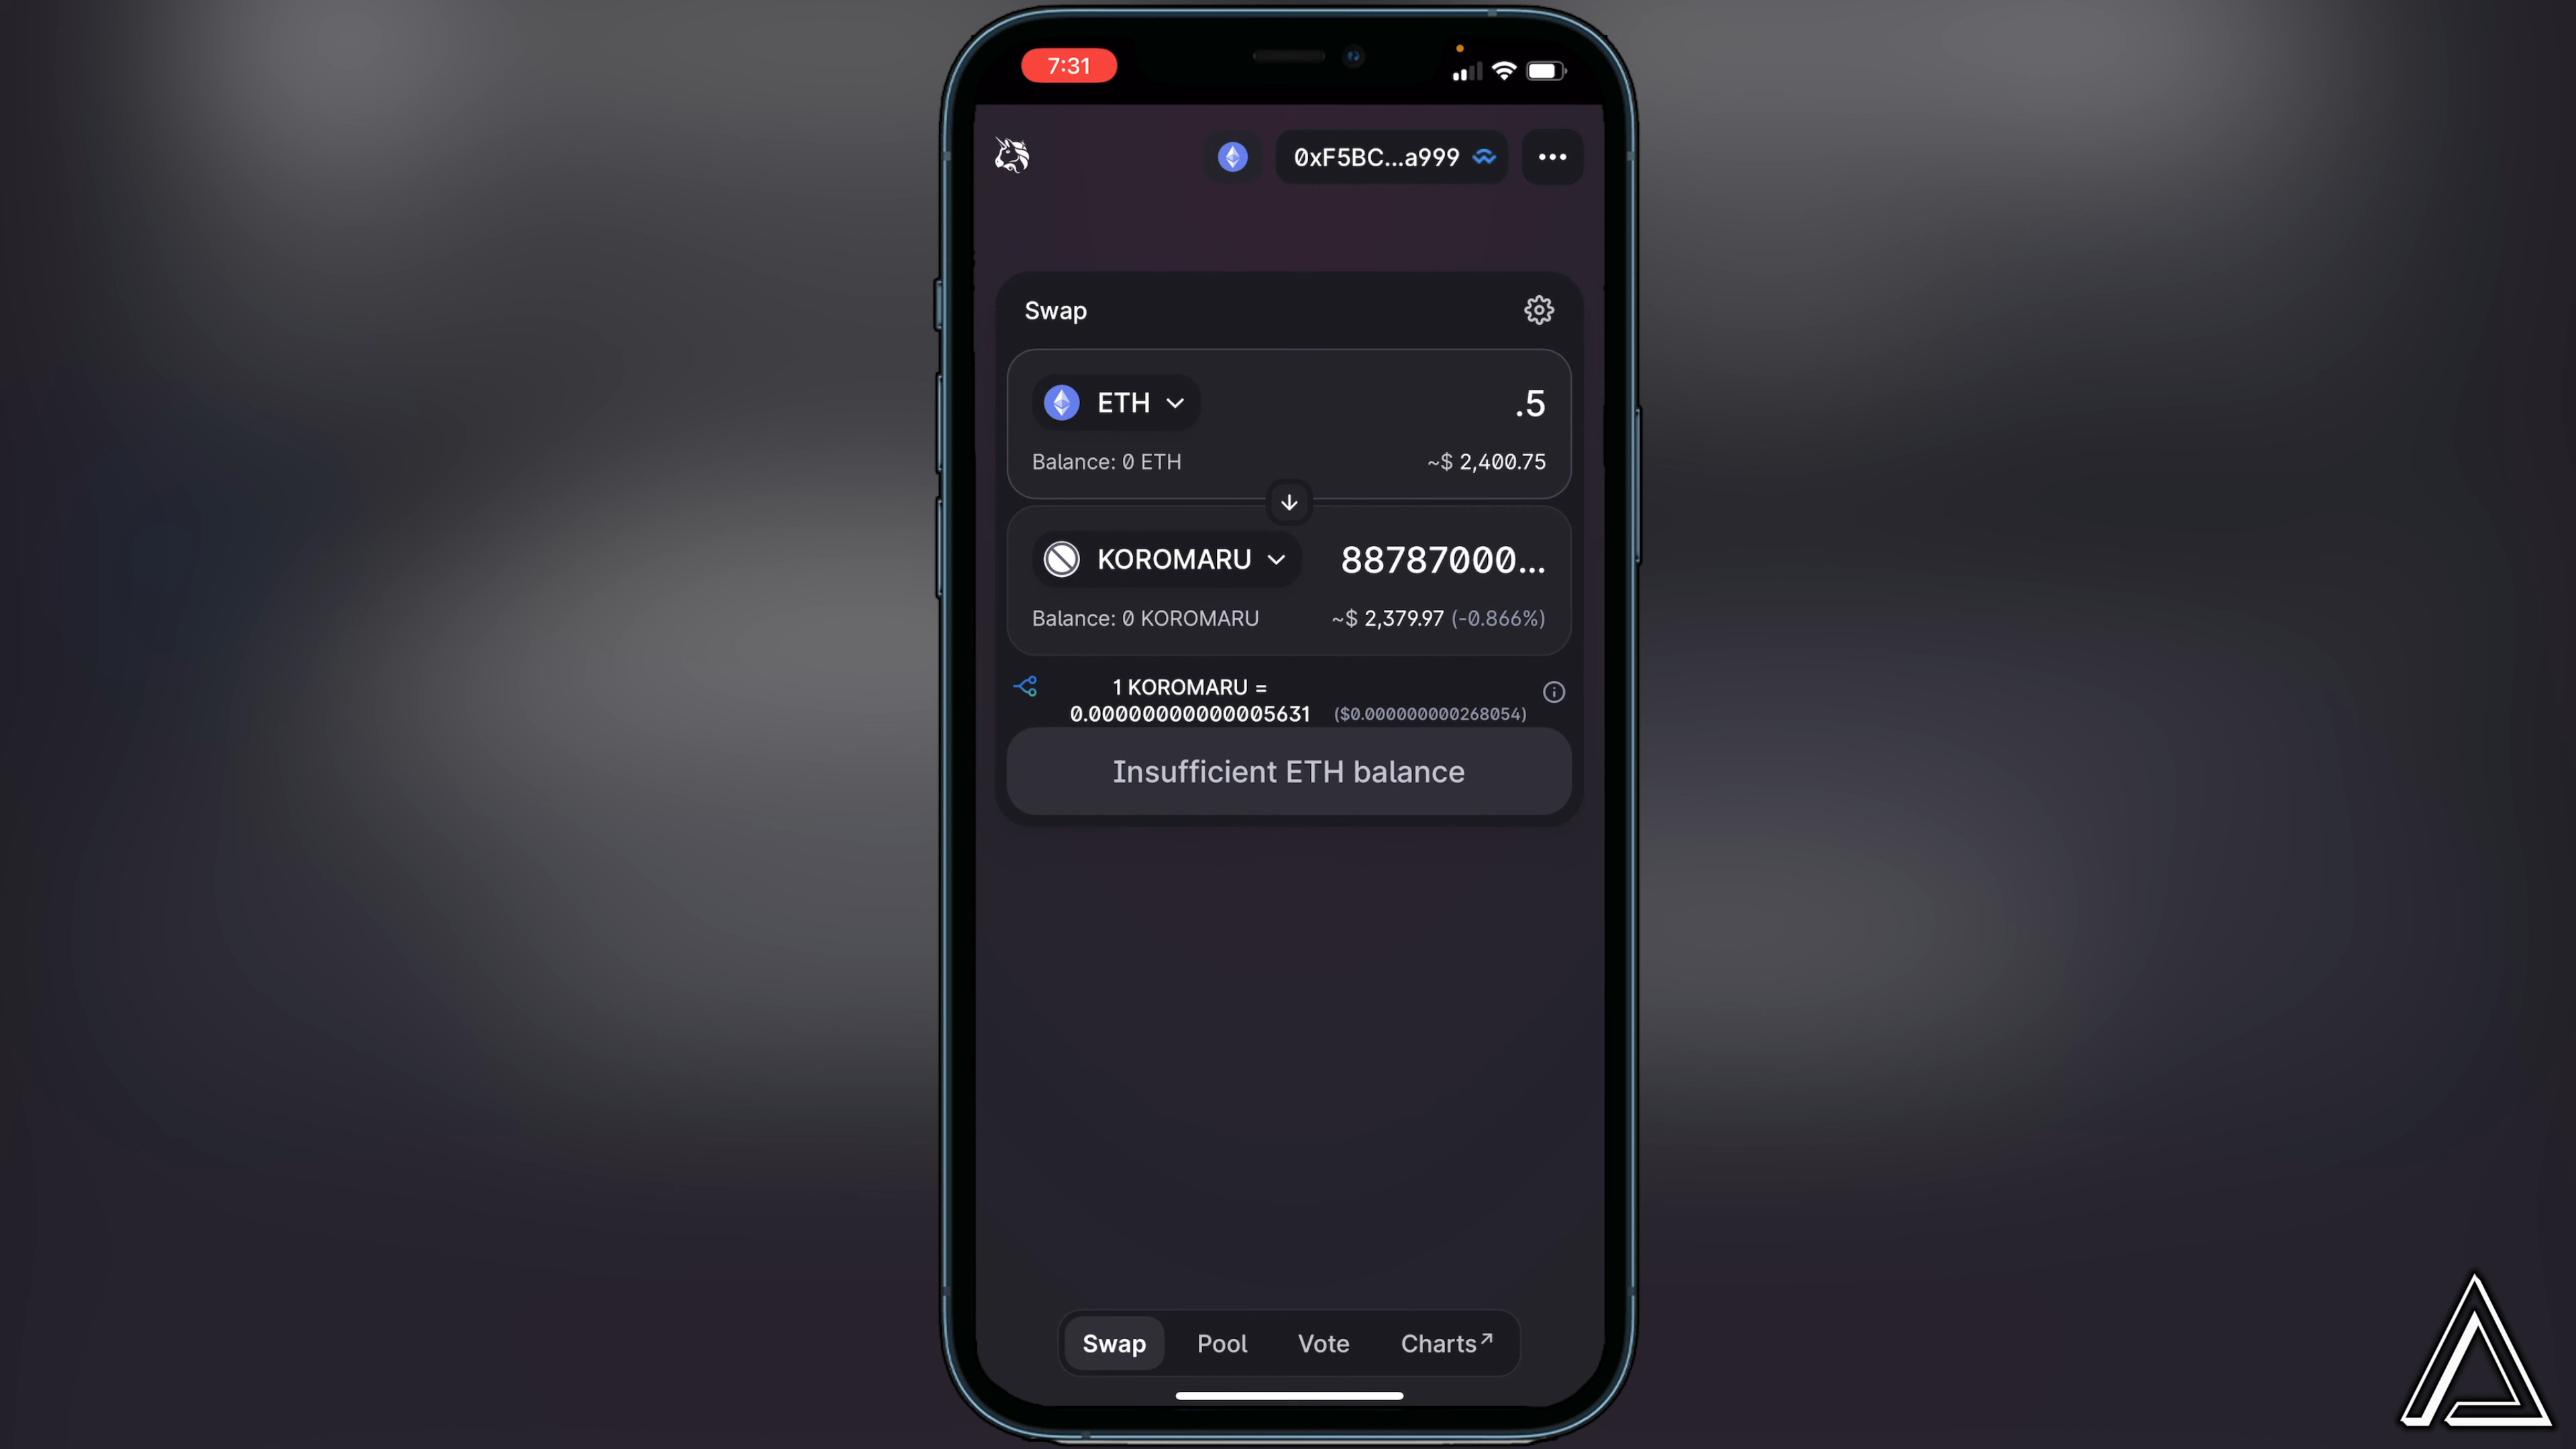 7:31
0xF5BC...a999
Swap
ETH
.5
Balance: 0 ETH
~$ 2,400.75
KOROMARU
88787000...
Balance: 0 KOROMARU
~$ 2,379.97 (-0.866%)
1 KOROMARU =
0.00000000000005631 ($0.000000000268054)
Insufficient ETH balance
Swap Pool Vote Charts↗